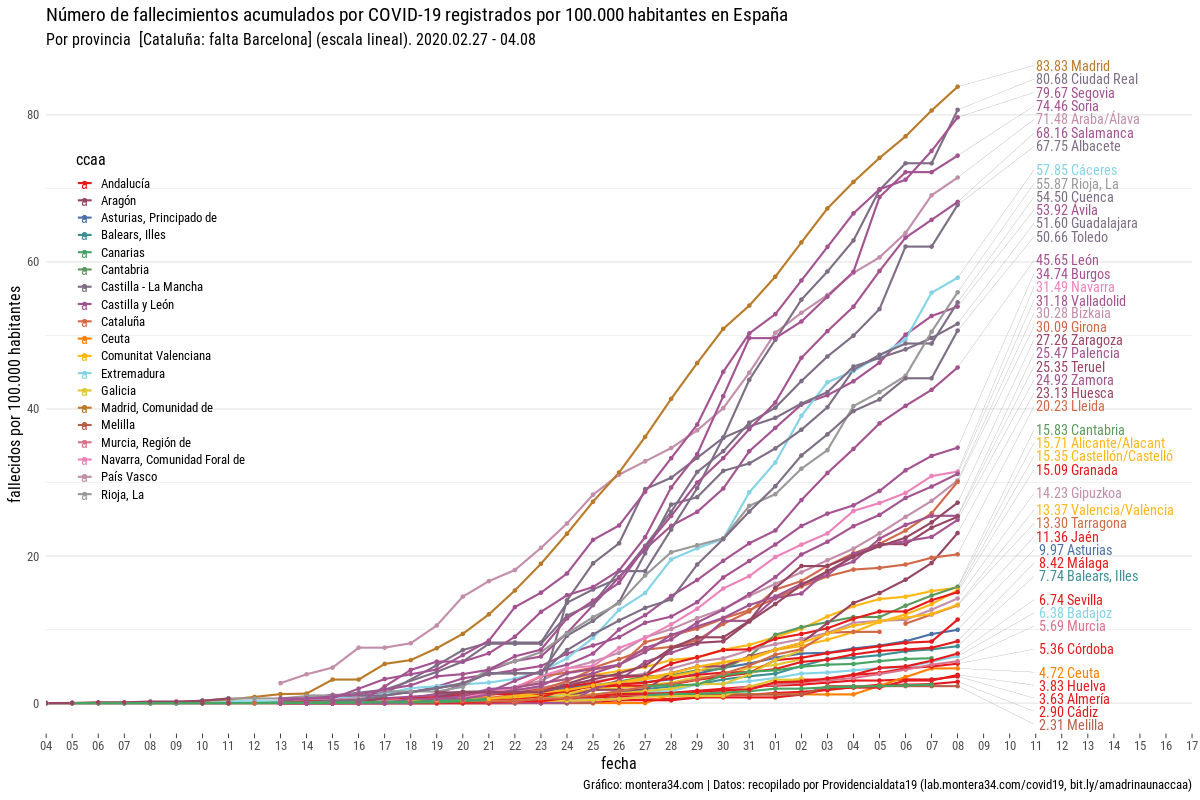 Número de fallecimientos acumulados por COVID-19 registrados por 100.000 habitantes en España
Por provincia [Cataluña: falta Barcelona] (escala lineal). 2020.02.27 - 04.08
fallecidos por 100.000 habitantes
80
60
40
20
0
ccaa
Andalucía
Aragón
Asturias, Principado de
Balears, Illes
Canarias
Cantabria
Castilla - La Mancha
Castilla y León
Cataluña
Ceuta
Comunitat Valenciana
Extremadura
Galicia
Madrid, Comunidad de
Melilla
Murcia, Región de
Navarra, Comunidad Foral de
País Vasco
Rioja, La
83.83 Madrid
80.68 Ciudad Real
79.67 Segovia
74.46 Soria
71.48 Araba/Álava
68.16 Salamanca
67.75 Albacete
57.85 Cáceres
55.87 Rioja, La
54.50 Cuenca
53.92 Ávila
51.60 Guadalajara
50.66 Toledo
45.65 León
34.74 Burgos
31.49 Navarra
31.18 Valladolid
30.28 Bizkaia
30.09 Girona
27.26 Zaragoza
25.47 Palencia
25.35 Teruel
24.92 Zamora
23.13 Huesca
20.23 Lleida
15.83 Cantabria
15.71 Alicante/Alacant
15.35 Castellón/Castelló
15.09 Granada
14.23 Gipuzkoa
13.37 Valencia/València
13.30 Tarragona
11.36 Jaén
9.97 Asturias
8.42 Málaga
7.74 Balears, Illes
6.74 Sevilla
6.38 Badajoz
5.69 Murcia
5.36 Córdoba
4.72 Ceuta
3.83 Huelva
3.63 Almería
2.90 Cádiz
2.31 Melilla
04 05 06 07 08 09 10 11 12 13 14 15 16 17 18 19 20 21 22 23 24 25 26 27 28 29 30 31 01 02 03 04 05 06 07 08 09 10 11 12 13 14 15 16 17
fecha
Gráfico: montera34.com | Datos: recopilado por Providencialdata19 (lab.montera34.com/covid19, bit.ly/amadrinaunaccaa)